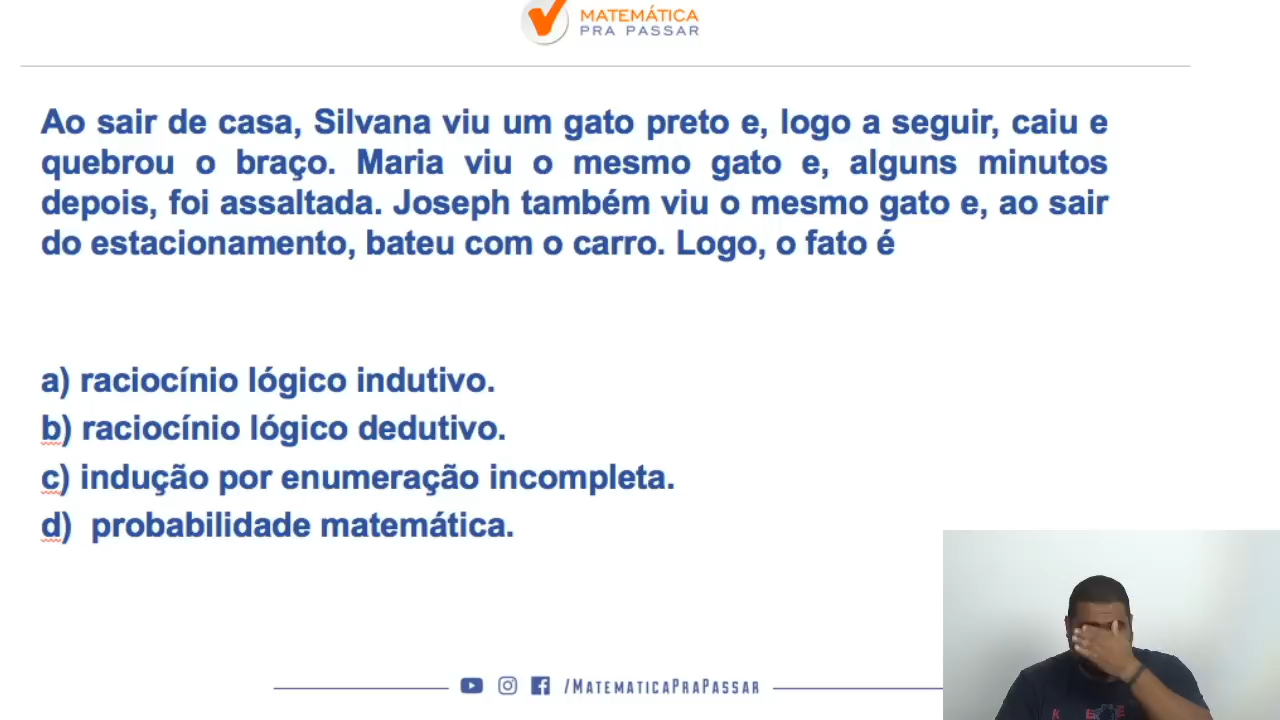 MATEMÁTICA
PRA PASSAR
Ao sair de casa, Silvana viu um gato preto e, logo a seguir, caiu e
quebrou o braço. Maria viu o mesmo gato e, alguns minutos
depois, foi assaltada. Joseph também viu o mesmo gato e, ao sair
do estacionamento, bateu com o carro. Logo, o fato é
a) raciocínio lógico indutivo.
b) raciocínio lógico dedutivo.
c) indução por enumeração incompleta.
d) probabilidade matemática.
/MATEMATICAPRAPASSAR